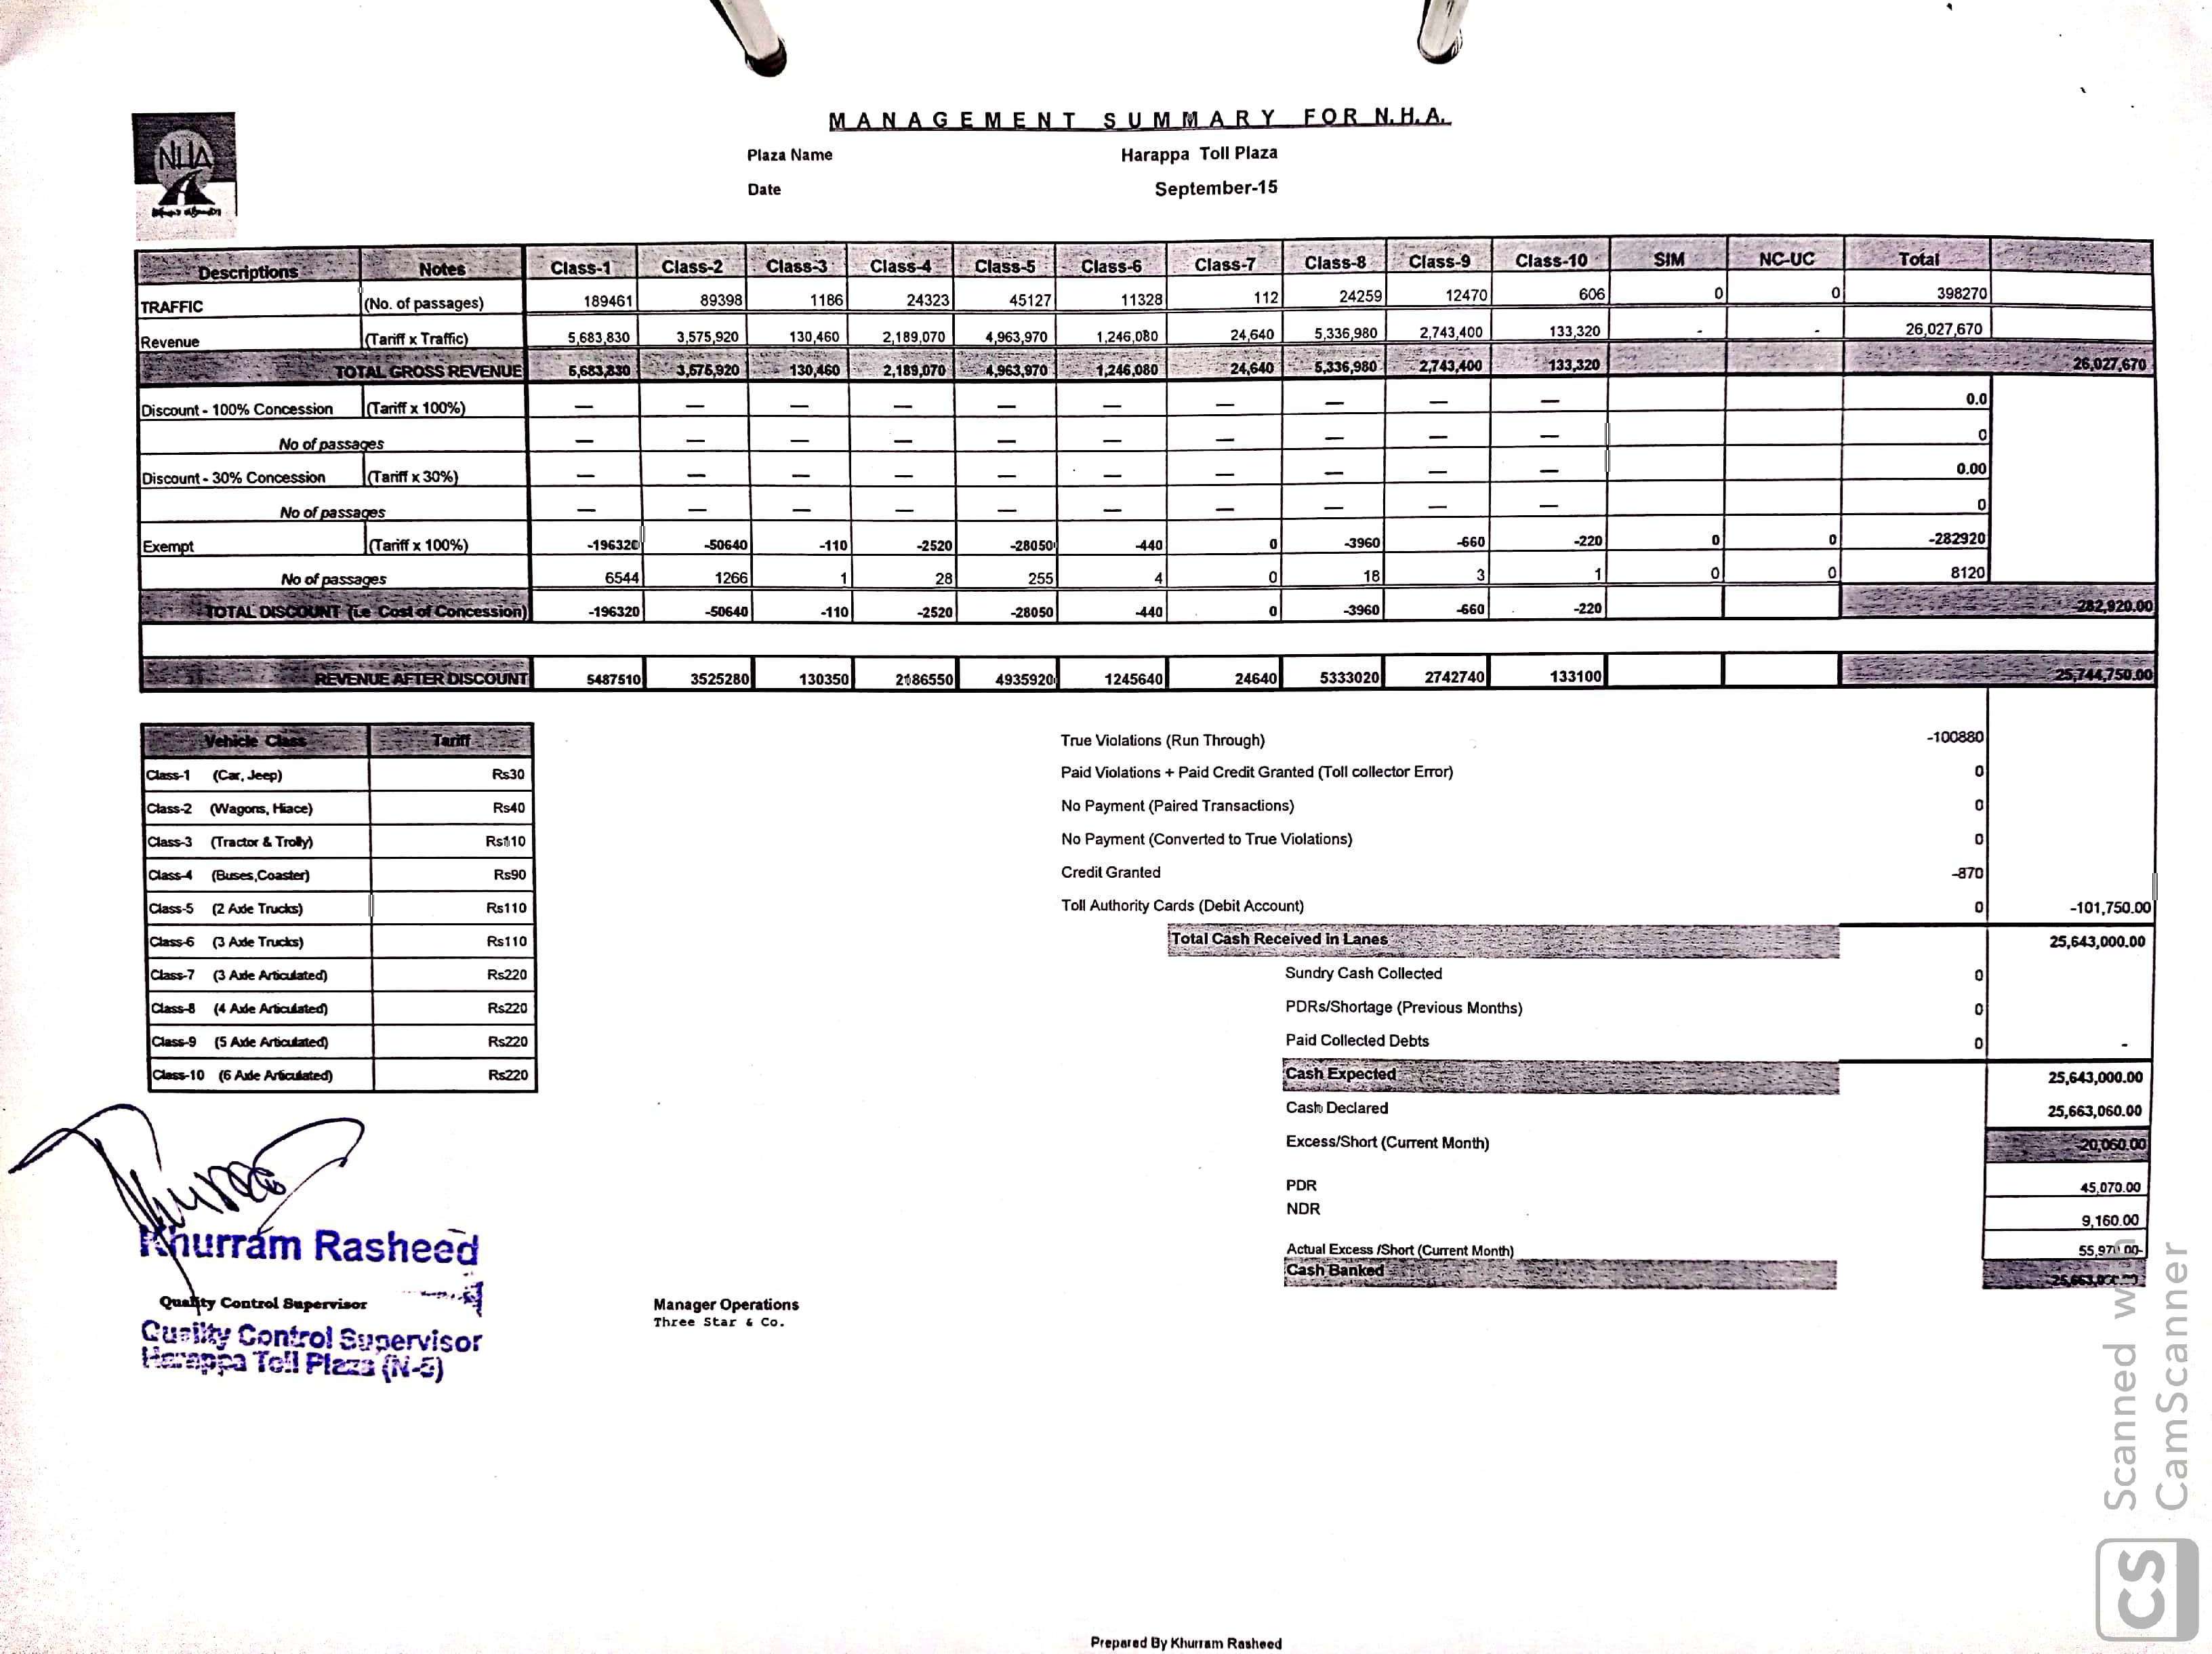 MANAGEMENT SUMMARY FOR N.H.A.
NHA
Plaza Name Harappa Toll Plaza
Date September-15
Descriptions Notes Class-1 Class-2 Class-3 Class-4 Class-5 Class-6 Class-7 Class-8 Class-9 Class-10 SIM NC-UC Total
TRAFFIC (No. of passages) 189461 89398 1186 24323 45127 11328 112 24259 12470 606 0 0 398270
Revenue (Tariff x Traffic) 5,683,830 3,575,920 130,460 2,189,070 4,963,970 1,246,080 24,640 5,336,980 2,743,400 133,320 - - 26,027,670
TOTAL GROSS REVENUE 5,683,830 3,575,920 130,460 2,189,070 4,963,970 1,246,080 24,640 5,336,980 2,743,400 133,320 26,027,670
Discount - 100% Concession (Tariff x 100%) — — — — — — — — — — 0.0
No of passages — — — — — — — — — — 0
Discount - 30% Concession (Tariff x 30%) — — — — — — — — — — 0.00
No of passages — — — — — — — — — — 0
Exempt (Tariff x 100%) -196320 -50640 -110 -2520 -28050 -440 0 -3960 -660 -220 0 0 -282920
No of passages 6544 1266 1 28 255 4 0 18 3 1 0 0 8120
TOTAL DISCOUNT (i.e Cost of Concession) -196320 -50640 -110 -2520 -28050 -440 0 -3960 -660 -220 -282,920.00
REVENUE AFTER DISCOUNT 5487510 3525280 130350 2186550 4935920 1245640 24640 5333020 2742740 133100 25,744,750.00
Vehicle Class Tariff
Class-1 (Car, Jeep) Rs30
Class-2 (Wagons, Hiace) Rs40
Class-3 (Tractor & Trolly) Rs110
Class-4 (Buses,Coaster) Rs90
Class-5 (2 Axle Trucks) Rs110
Class-6 (3 Axle Trucks) Rs110
Class-7 (3 Axle Articulated) Rs220
Class-8 (4 Axle Articulated) Rs220
Class-9 (5 Axle Articulated) Rs220
Class-10 (6 Axle Articulated) Rs220
True Violations (Run Through) -100880
Paid Violations + Paid Credit Granted (Toll collector Error) 0
No Payment (Paired Transactions) 0
No Payment (Converted to True Violations) 0
Credit Granted -870
Toll Authority Cards (Debit Account) 0 -101,750.00
Total Cash Received in Lanes 25,643,000.00
Sundry Cash Collected 0
PDRs/Shortage (Previous Months) 0
Paid Collected Debts 0 -
Cash Expected 25,643,000.00
Cash Declared 25,663,060.00
Excess/Short (Current Month) 20,060.00
PDR 45,070.00
NDR 9,160.00
Actual Excess /Short (Current Month)
Cash Banked
Khurram Rasheed
Quality Control Supervisor
Quality Control Supervisor
Harappa Toll Plaza (N-5)
Manager Operations
Three Star & Co.
Prepared By Khurram Rasheed
Scanned with
CamScanner
CS